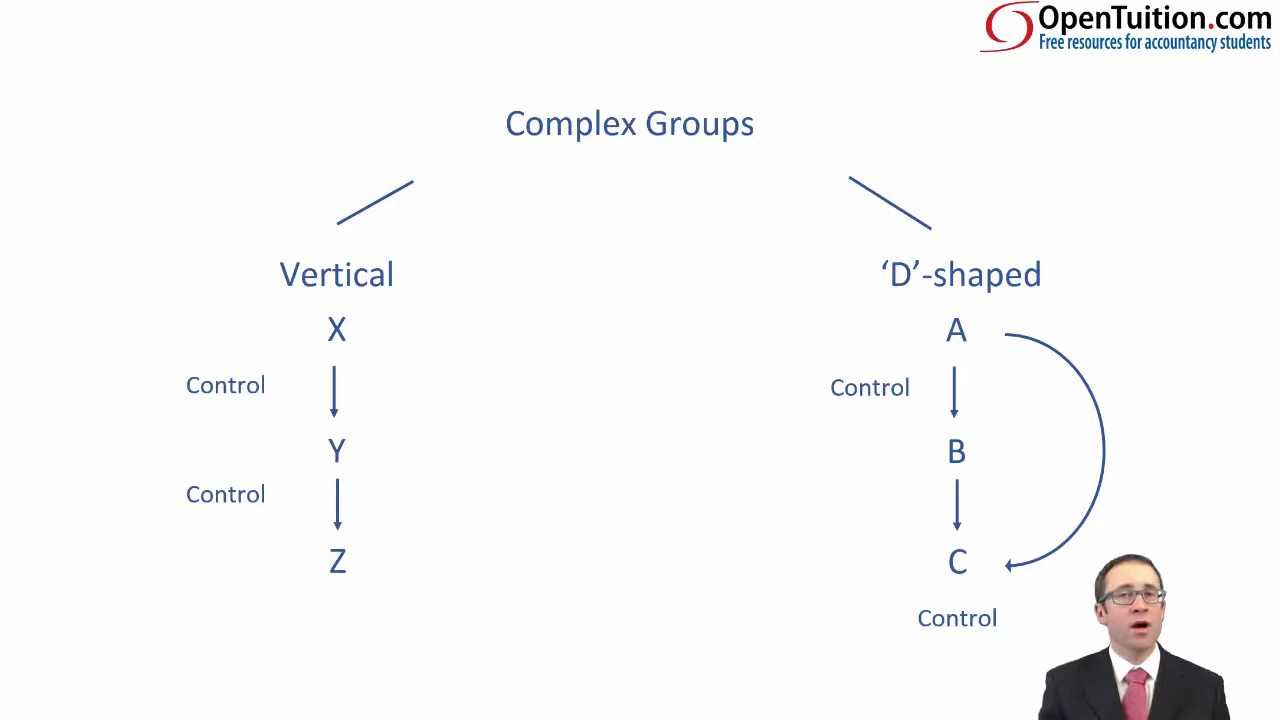 OpenTuition.com
Free resources for accountancy students
Complex Groups
Vertical
X
Control
Y
Control
Z
‘D’-shaped
A
Control
B
C
Control